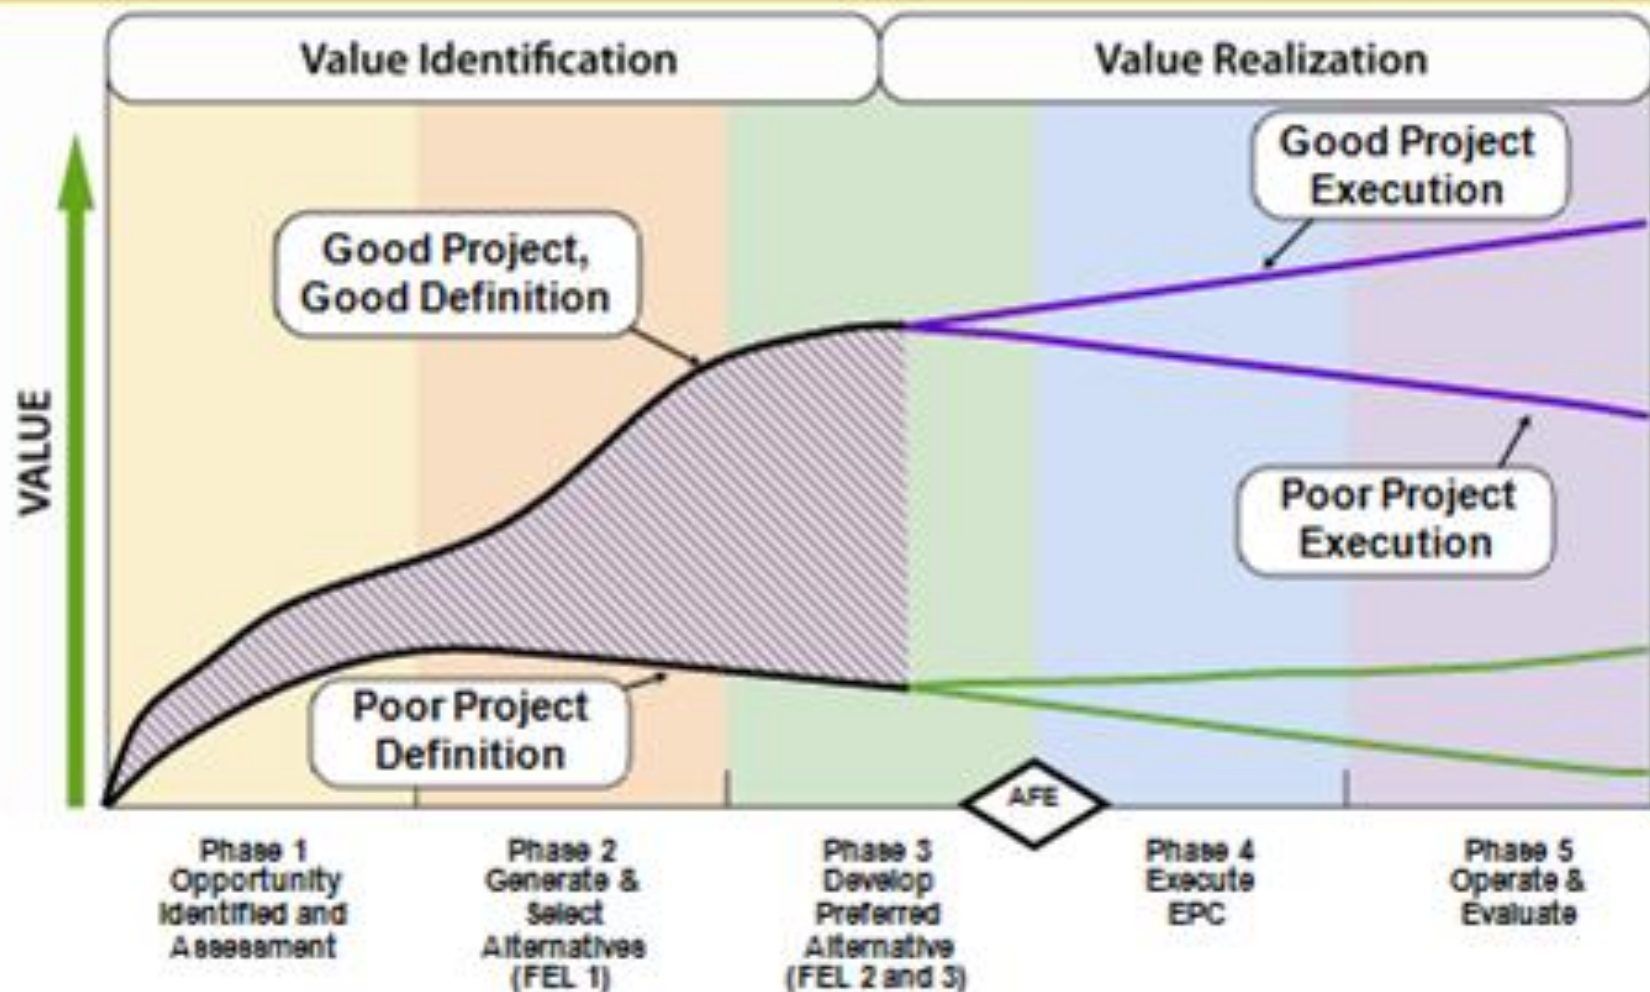 Value Identification
Value Realization
Good Project
Execution
Good Project,
Good Definition
VALUE
Poor Project
Execution
Poor Project
Definition
AFE
Phase 1
Opportunity
Identified and
Assessment
Phase 2
Generate &
Select
Alternatives
(FEL 1)
Phase 3
Develop
Preferred
Alternative
(FEL 2 and 3)
Phase 4
Execute
EPC
Phase 5
Operate &
Evaluate